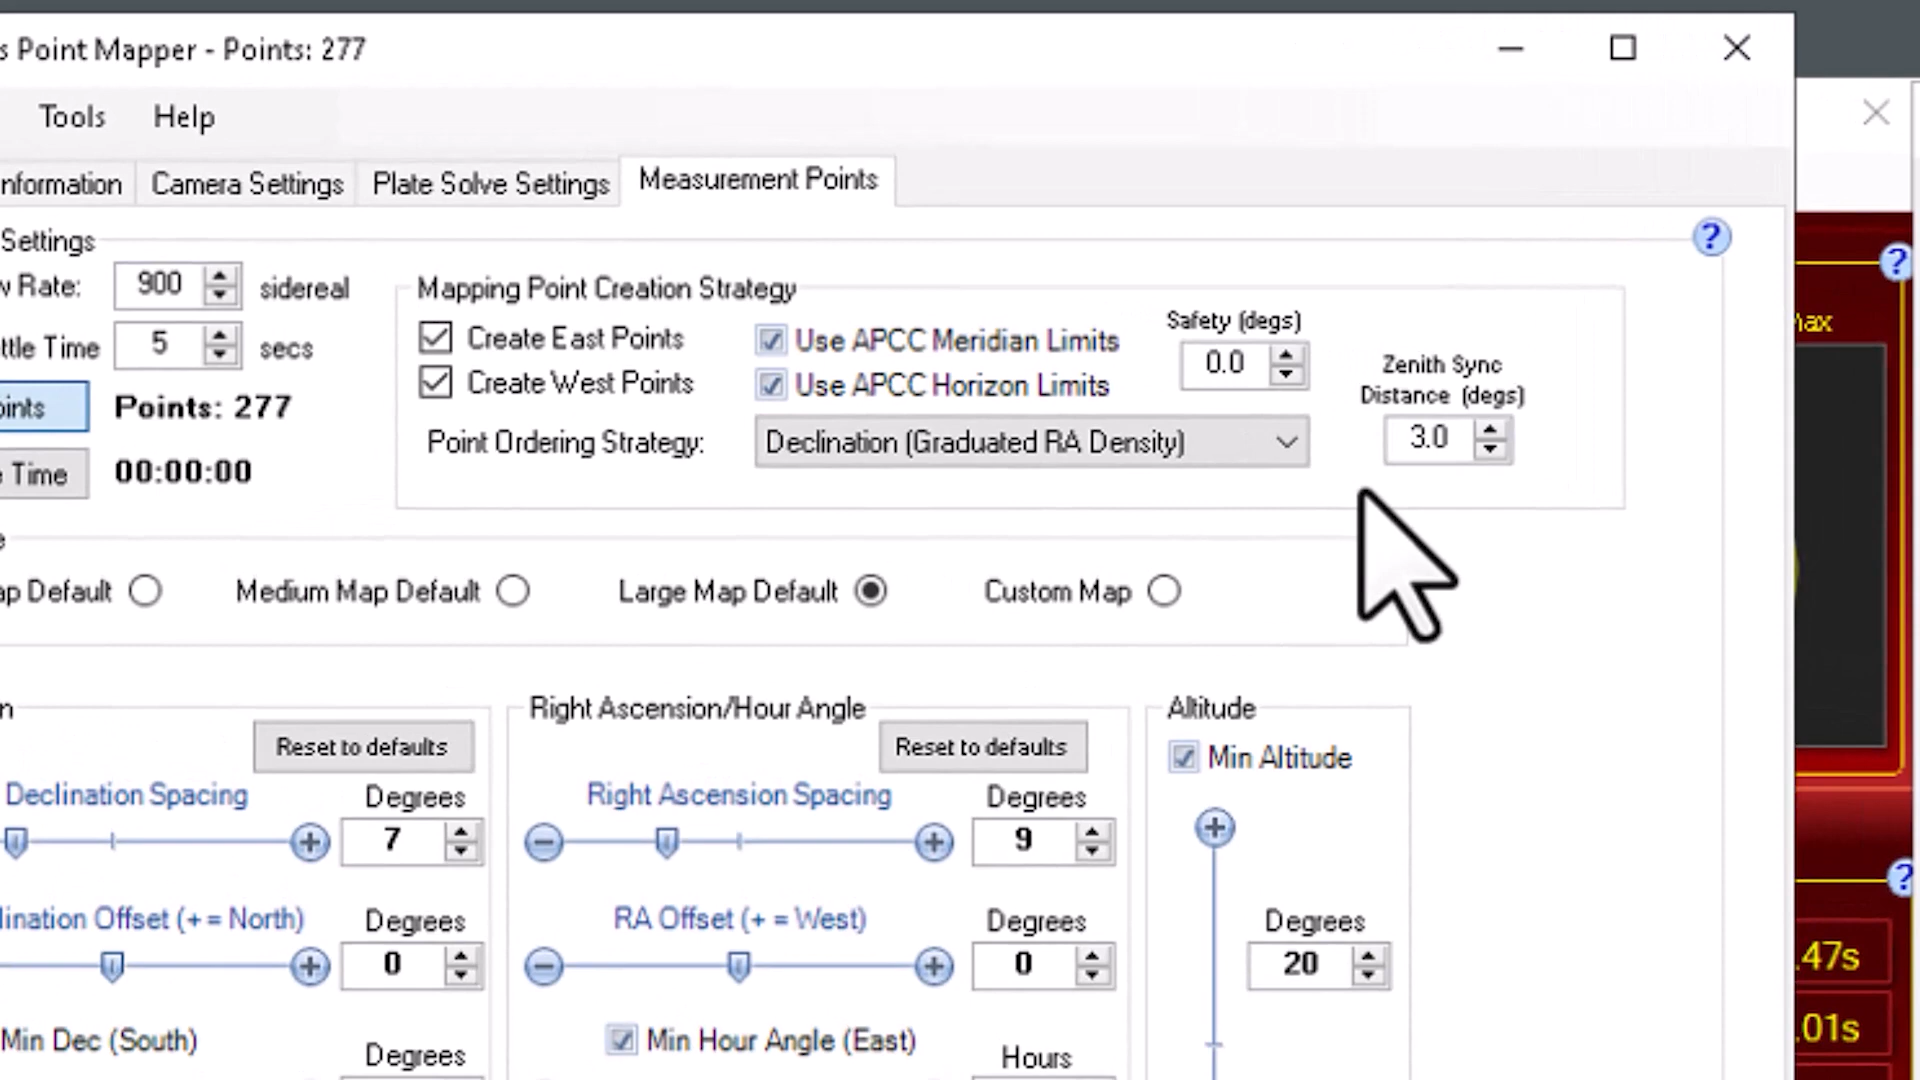 s Point Mapper - Points: 277
Tools Help
nformation Camera Settings Plate Solve Settings Measurement Points
Settings
w Rate: 900 sidereal
ttle Time 5 secs
oints Points: 277
e Time 00:00:00
Mapping Point Creation Strategy
Create East Points Use APCC Meridian Limits
Create West Points Use APCC Horizon Limits
Safety (degs)
0.0
Zenith Sync
Distance (degs)
3.0
Point Ordering Strategy: Declination (Graduated RA Density)
ap Default Medium Map Default Large Map Default Custom Map
n
Reset to defaults
Declination Spacing Degrees
7
lination Offset (+ = North) Degrees
0
Min Dec (South) Degrees
Right Ascension/Hour Angle
Reset to defaults
Right Ascension Spacing Degrees
9
RA Offset (+ = West) Degrees
0
Min Hour Angle (East) Hours
Altitude
Min Altitude
Degrees
20
Max
.47s
.01s